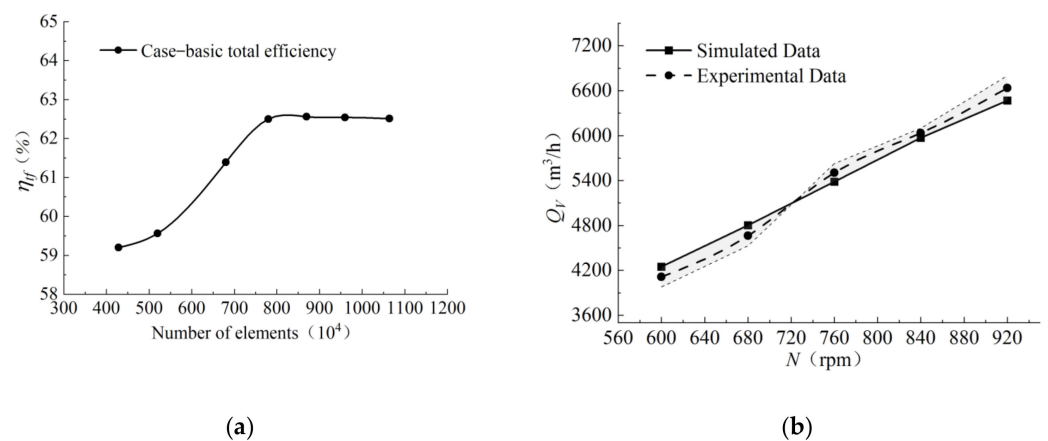 65
64
63
62
61
60
59
58
η_tf (%)
Case−basic total efficiency
300 400 500 600 700 800 900 1000 1100 1200
Number of elements (10⁴)
(a)
7200
6600
6000
5400
4800
4200
3600
Q_V (m³/h)
Simulated Data
Experimental Data
560 600 640 680 720 760 800 840 880 920
N (rpm)
(b)